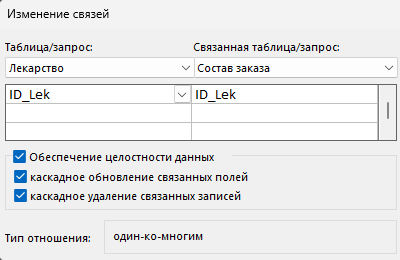 Изменение связей
Таблица/запрос: Связанная таблица/запрос:
Лекарство Состав заказа
ID_Lek ID_Lek
Обеспечение целостности данных
каскадное обновление связанных полей
каскадное удаление связанных записей
Тип отношения: один-ко-многим